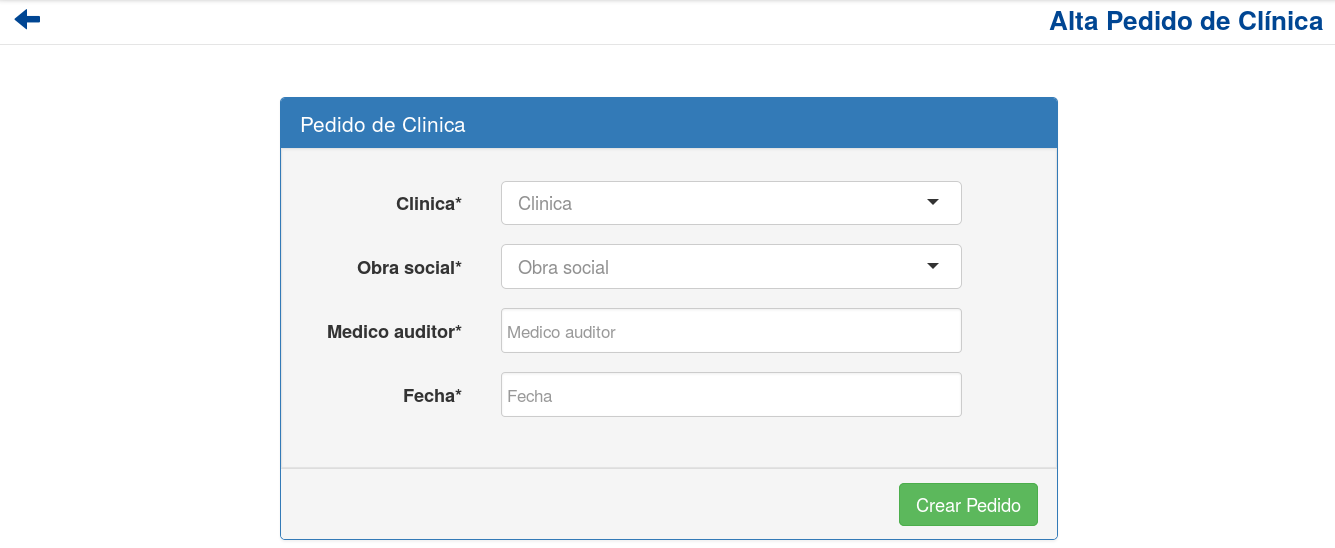 Alta Pedido de Clínica
Pedido de Clinica
Clinica* Clinica
Obra social* Obra social
Medico auditor* Medico auditor
Fecha* Fecha
Crear Pedido